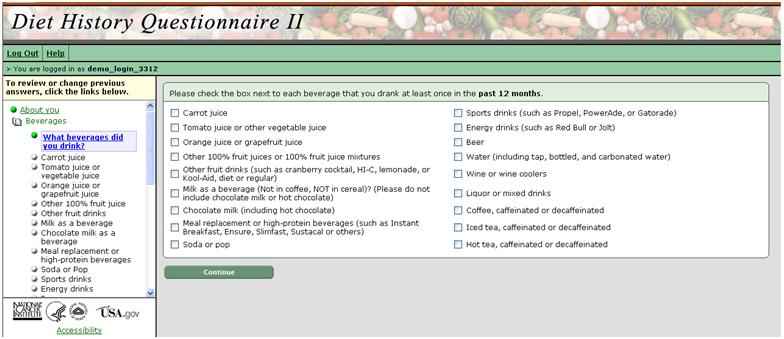 Diet History Questionnaire II
Log Out Help
> You are logged in as demo_login_3312
To review or change previous
answers, click the links below.
About you
Beverages
What beverages did
you drink?
Carrot juice
Tomato juice or
vegetable juice
Orange juice or
grapefruit juice
Other 100% fruit juice
Other fruit drinks
Milk as a beverage
Chocolate milk as a
beverage
Meal replacement or
high-protein beverages
Soda or Pop
Sports drinks
Energy drinks
NATIONAL
CANCER
INSTITUTE
USA.gov
Accessibility
Please check the box next to each beverage that you drank at least once in the past 12 months.
Carrot juice
Tomato juice or other vegetable juice
Orange juice or grapefruit juice
Other 100% fruit juices or 100% fruit juice mixtures
Other fruit drinks (such as cranberry cocktail, HI-C, lemonade, or
Kool-Aid, diet or regular)
Milk as a beverage (Not in coffee, NOT in cereal)? (Please do not
include chocolate milk or hot chocolate)
Chocolate milk (including hot chocolate)
Meal replacement or high-protein beverages (such as Instant
Breakfast, Ensure, Slimfast, Sustacal or others)
Soda or pop
Sports drinks (such as Propel, PowerAde, or Gatorade)
Energy drinks (such as Red Bull or Jolt)
Beer
Water (including tap, bottled, and carbonated water)
Wine or wine coolers
Liquor or mixed drinks
Coffee, caffeinated or decaffeinated
Iced tea, caffeinated or decaffeinated
Hot tea, caffeinated or decaffeinated
Continue